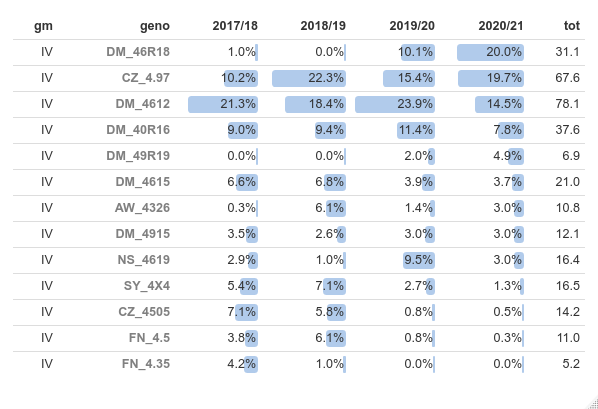 gm geno 2017/18 2018/19 2019/20 2020/21 tot
IV DM_46R18 1.0% 0.0% 10.1% 20.0% 31.1
IV CZ_4.97 10.2% 22.3% 15.4% 19.7% 67.6
IV DM_4612 21.3% 18.4% 23.9% 14.5% 78.1
IV DM_40R16 9.0% 9.4% 11.4% 7.8% 37.6
IV DM_49R19 0.0% 0.0% 2.0% 4.9% 6.9
IV DM_4615 6.6% 6.8% 3.9% 3.7% 21.0
IV AW_4326 0.3% 6.1% 1.4% 3.0% 10.8
IV DM_4915 3.5% 2.6% 3.0% 3.0% 12.1
IV NS_4619 2.9% 1.0% 9.5% 3.0% 16.4
IV SY_4X4 5.4% 7.1% 2.7% 1.3% 16.5
IV CZ_4505 7.1% 5.8% 0.8% 0.5% 14.2
IV FN_4.5 3.8% 6.1% 0.8% 0.3% 11.0
IV FN_4.35 4.2% 1.0% 0.0% 0.0% 5.2